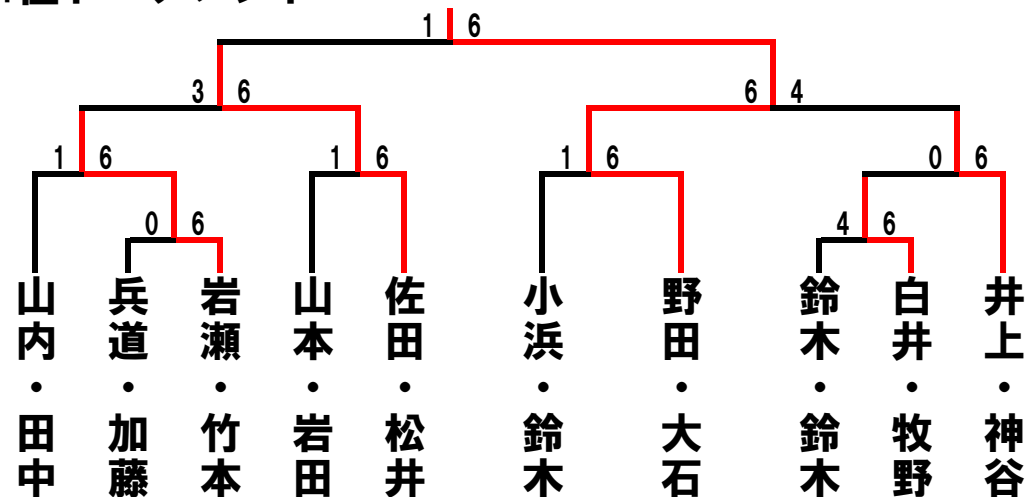 1 6
3 6
6 4
1 6
1 6
1 6
0 6
0 6
4 6
山内・田中
兵道・加藤
岩瀬・竹本
山本・岩田
佐田・松井
小浜・鈴木
野田・大石
鈴木・鈴木
白井・牧野
井上・神谷